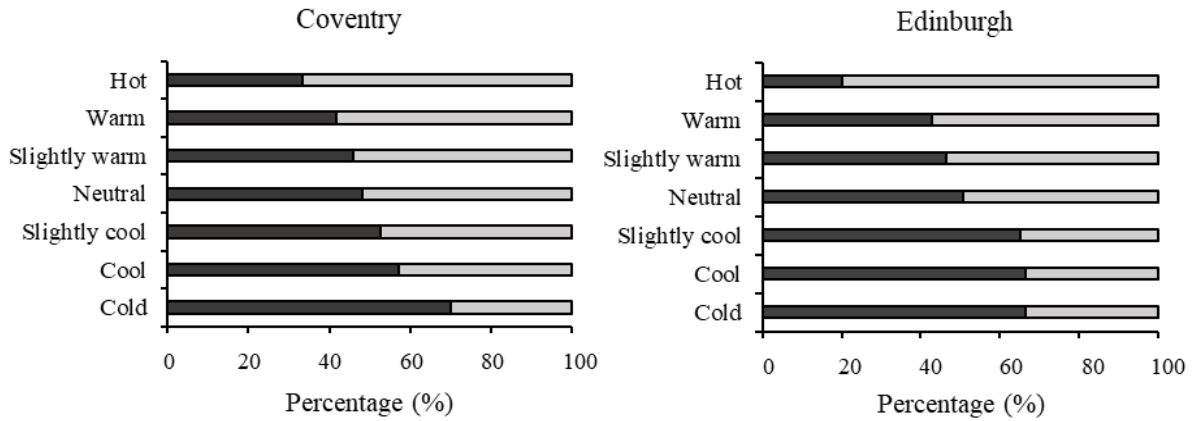 Coventry
Hot
Warm
Slightly warm
Neutral
Slightly cool
Cool
Cold
0 20 40 60 80 100
Percentage (%)
Edinburgh
Hot
Warm
Slightly warm
Neutral
Slightly cool
Cool
Cold
0 20 40 60 80 100
Percentage (%)